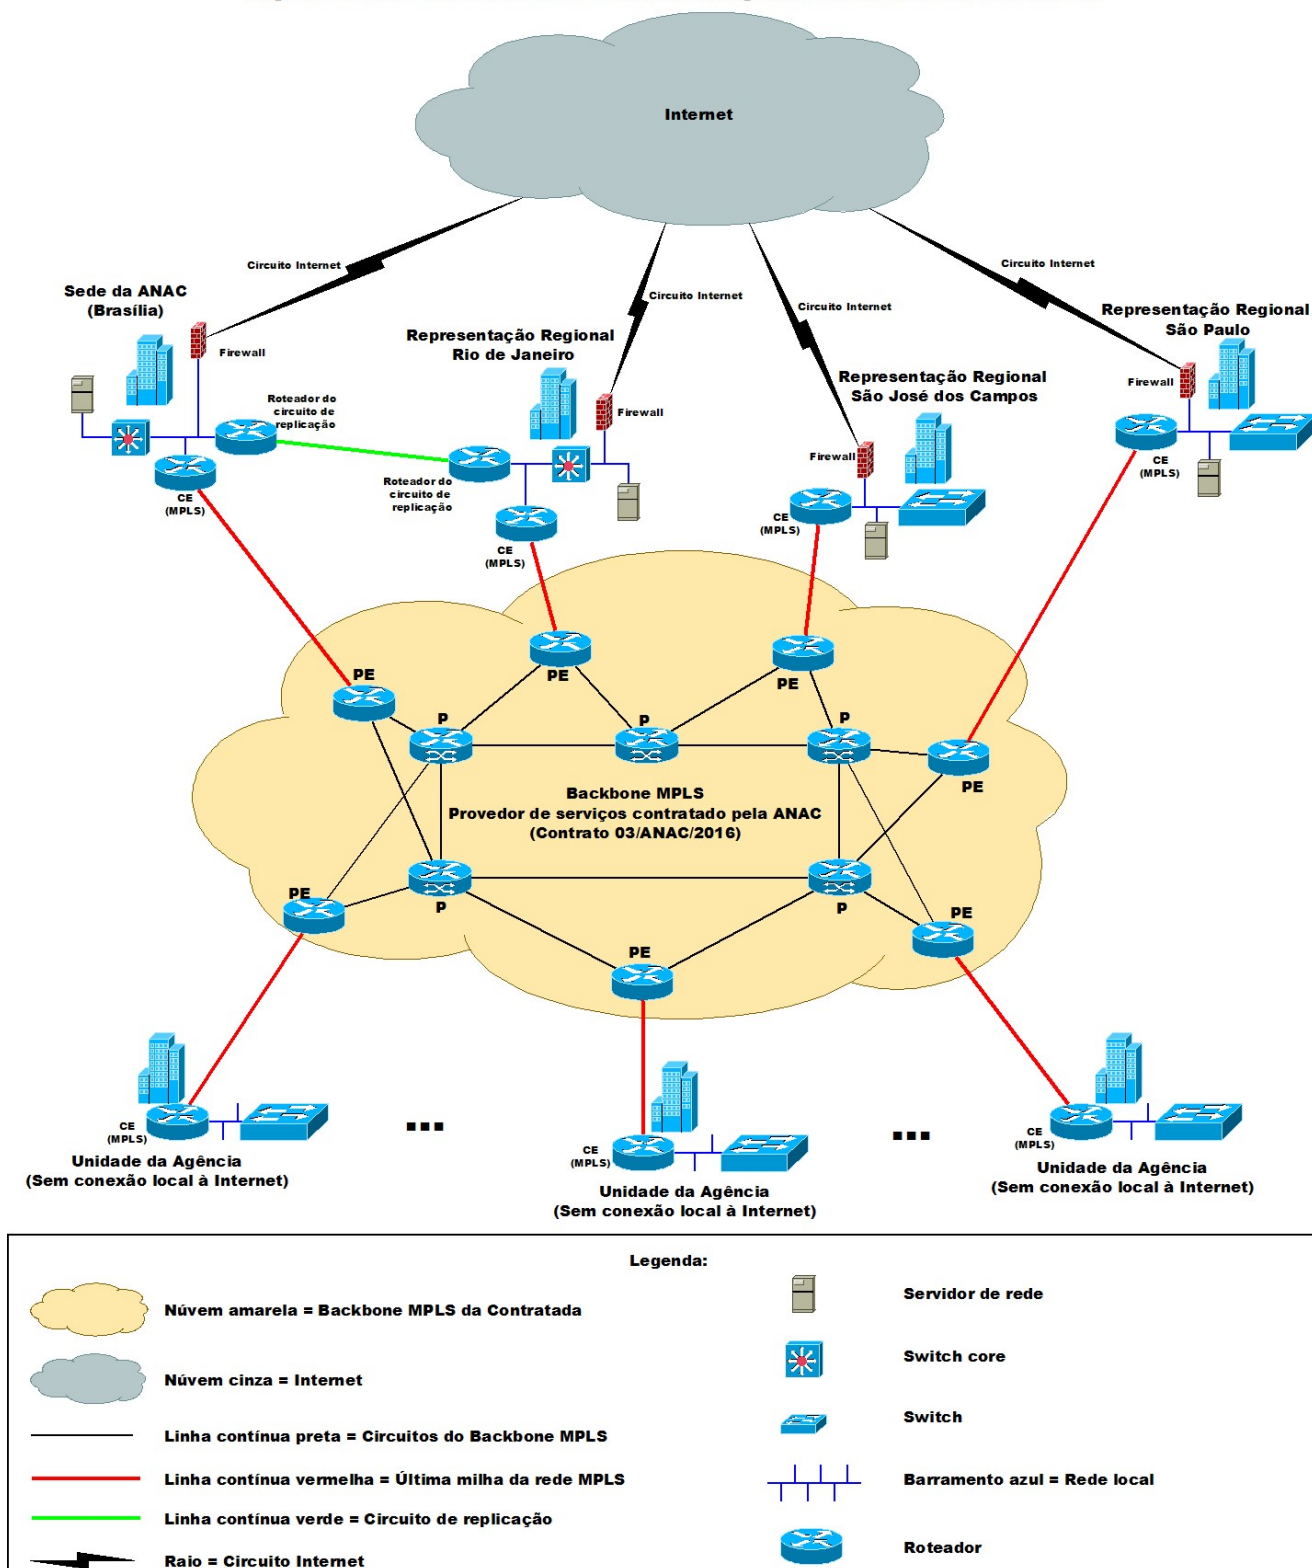 Internet
Circuito Internet
Circuito Internet
Circuito Internet
Circuito Internet
Sede da ANAC
(Brasília)
Firewall
Roteador do
circuito de
replicação
CE
(MPLS)
Representação Regional
Rio de Janeiro
Firewall
Roteador do
circuito de
replicação
CE
(MPLS)
Representação Regional
São José dos Campos
Firewall
CE
(MPLS)
Representação Regional
São Paulo
Firewall
CE
(MPLS)
PE
PE
PE
P
P
P
PE
Backbone MPLS
Provedor de serviços contratado pela ANAC
(Contrato 03/ANAC/2016)
PE
P
P
PE
PE
CE
(MPLS)
Unidade da Agência
(Sem conexão local à Internet)
...
CE
(MPLS)
Unidade da Agência
(Sem conexão local à Internet)
...
CE
(MPLS)
Unidade da Agência
(Sem conexão local à Internet)
Legenda:
Núvem amarela = Backbone MPLS da Contratada
Núvem cinza = Internet
Linha contínua preta = Circuitos do Backbone MPLS
Linha contínua vermelha = Última milha da rede MPLS
Linha contínua verde = Circuito de replicação
Raio = Circuito Internet
Servidor de rede
Switch core
Switch
Barramento azul = Rede local
Roteador